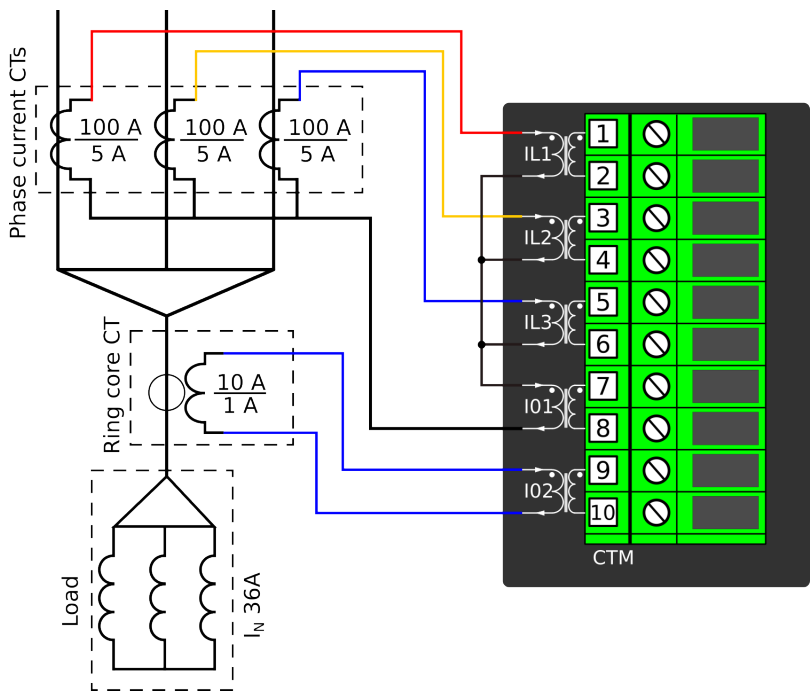 Phase current CTs
100 A
5 A
100 A
5 A
100 A
5 A
IL1
1
2
IL2
3
4
IL3
5
6
I01
7
8
I02
9
10
CTM
Ring core CT
10 A
1 A
Load
IN 36A